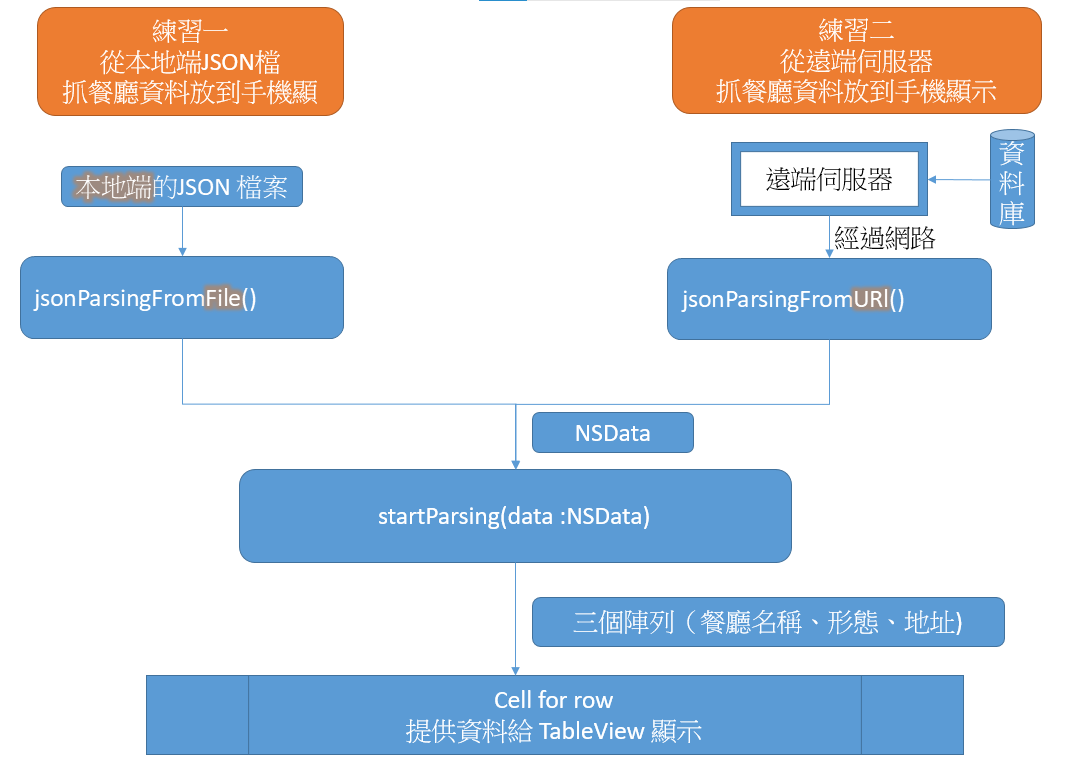 練習一
從本地端JSON檔
抓餐廳資料放到手機顯
練習二
從遠端伺服器
抓餐廳資料放到手機顯示
本地端的JSON 檔案
遠端伺服器
資料庫
經過網路
jsonParsingFromFile()
jsonParsingFromURl()
NSData
startParsing(data :NSData)
三個陣列（餐廳名稱、形態、地址)
Cell for row
提供資料給 TableView 顯示